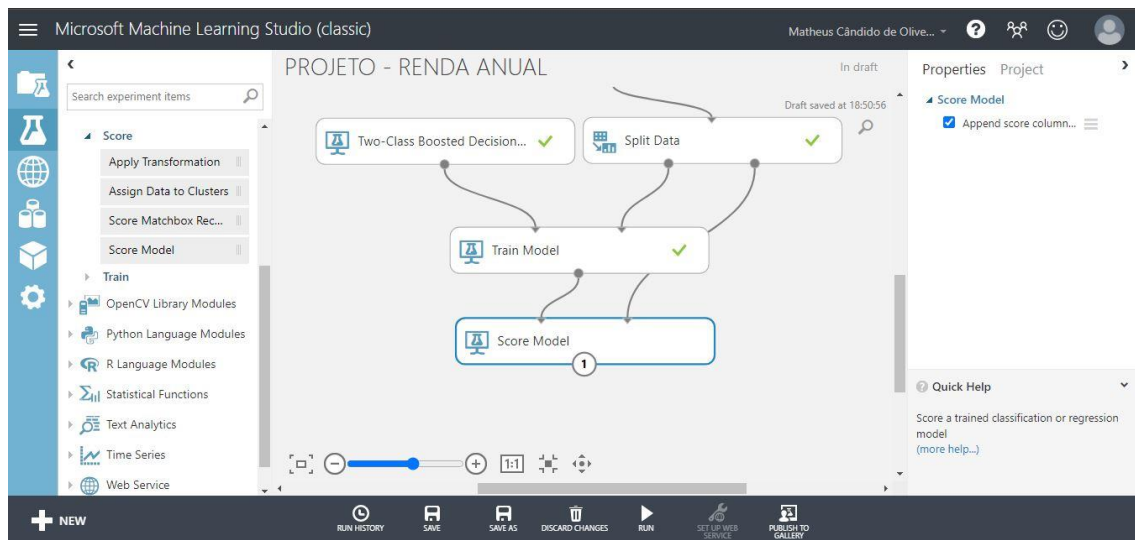 Microsoft Machine Learning Studio (classic)
Matheus Cândido de Olive...
?
Search experiment items
Score
Apply Transformation
Assign Data to Clusters
Score Matchbox Rec...
Score Model
Train
OpenCV Library Modules
Python Language Modules
R Language Modules
Statistical Functions
Text Analytics
Time Series
Web Service
PROJETO - RENDA ANUAL
In draft
Draft saved at 18:50:56
Two-Class Boosted Decision...
Split Data
Train Model
Score Model
1
1:1
Properties Project
Score Model
Append score column...
Quick Help
Score a trained classification or regression
model
(more help...)
NEW
RUN HISTORY
SAVE
SAVE AS
DISCARD CHANGES
RUN
SET UP WEB
SERVICE
PUBLISH TO
GALLERY